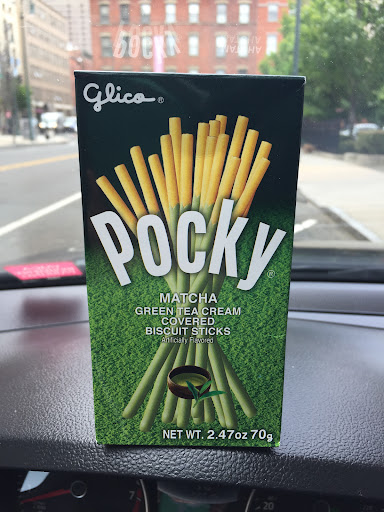 Glico®
POCKY®
MATCHA
GREEN TEA CREAM
COVERED
BISCUIT STICKS
Artificially Flavored
NET WT. 2.47oz 70g